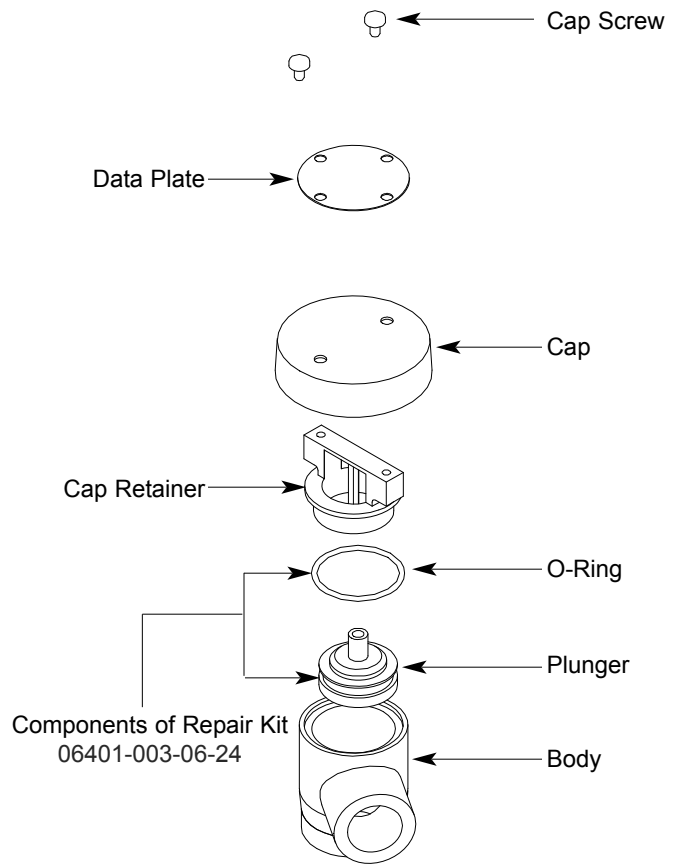 Cap Screw
Data Plate
Cap
Cap Retainer
O-Ring
Plunger
Components of Repair Kit
06401-003-06-24
Body